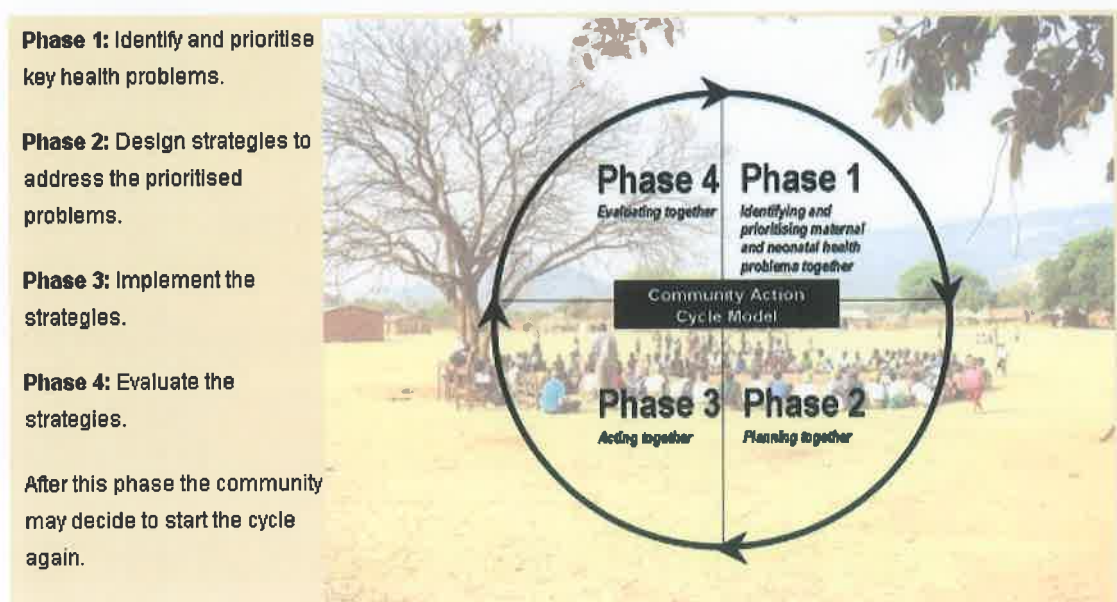 Phase 1: Identify and prioritise
key health problems.
Phase 2: Design strategies to
address the prioritised
problems.
Phase 3: Implement the
strategies.
Phase 4: Evaluate the
strategies.
After this phase the community
may decide to start the cycle
again.
Phase 4
Evaluating together
Phase 1
Identifying and
prioritising maternal
and neonatal health
problems together
Community Action
Cycle Model
Phase 3
Acting together
Phase 2
Planning together